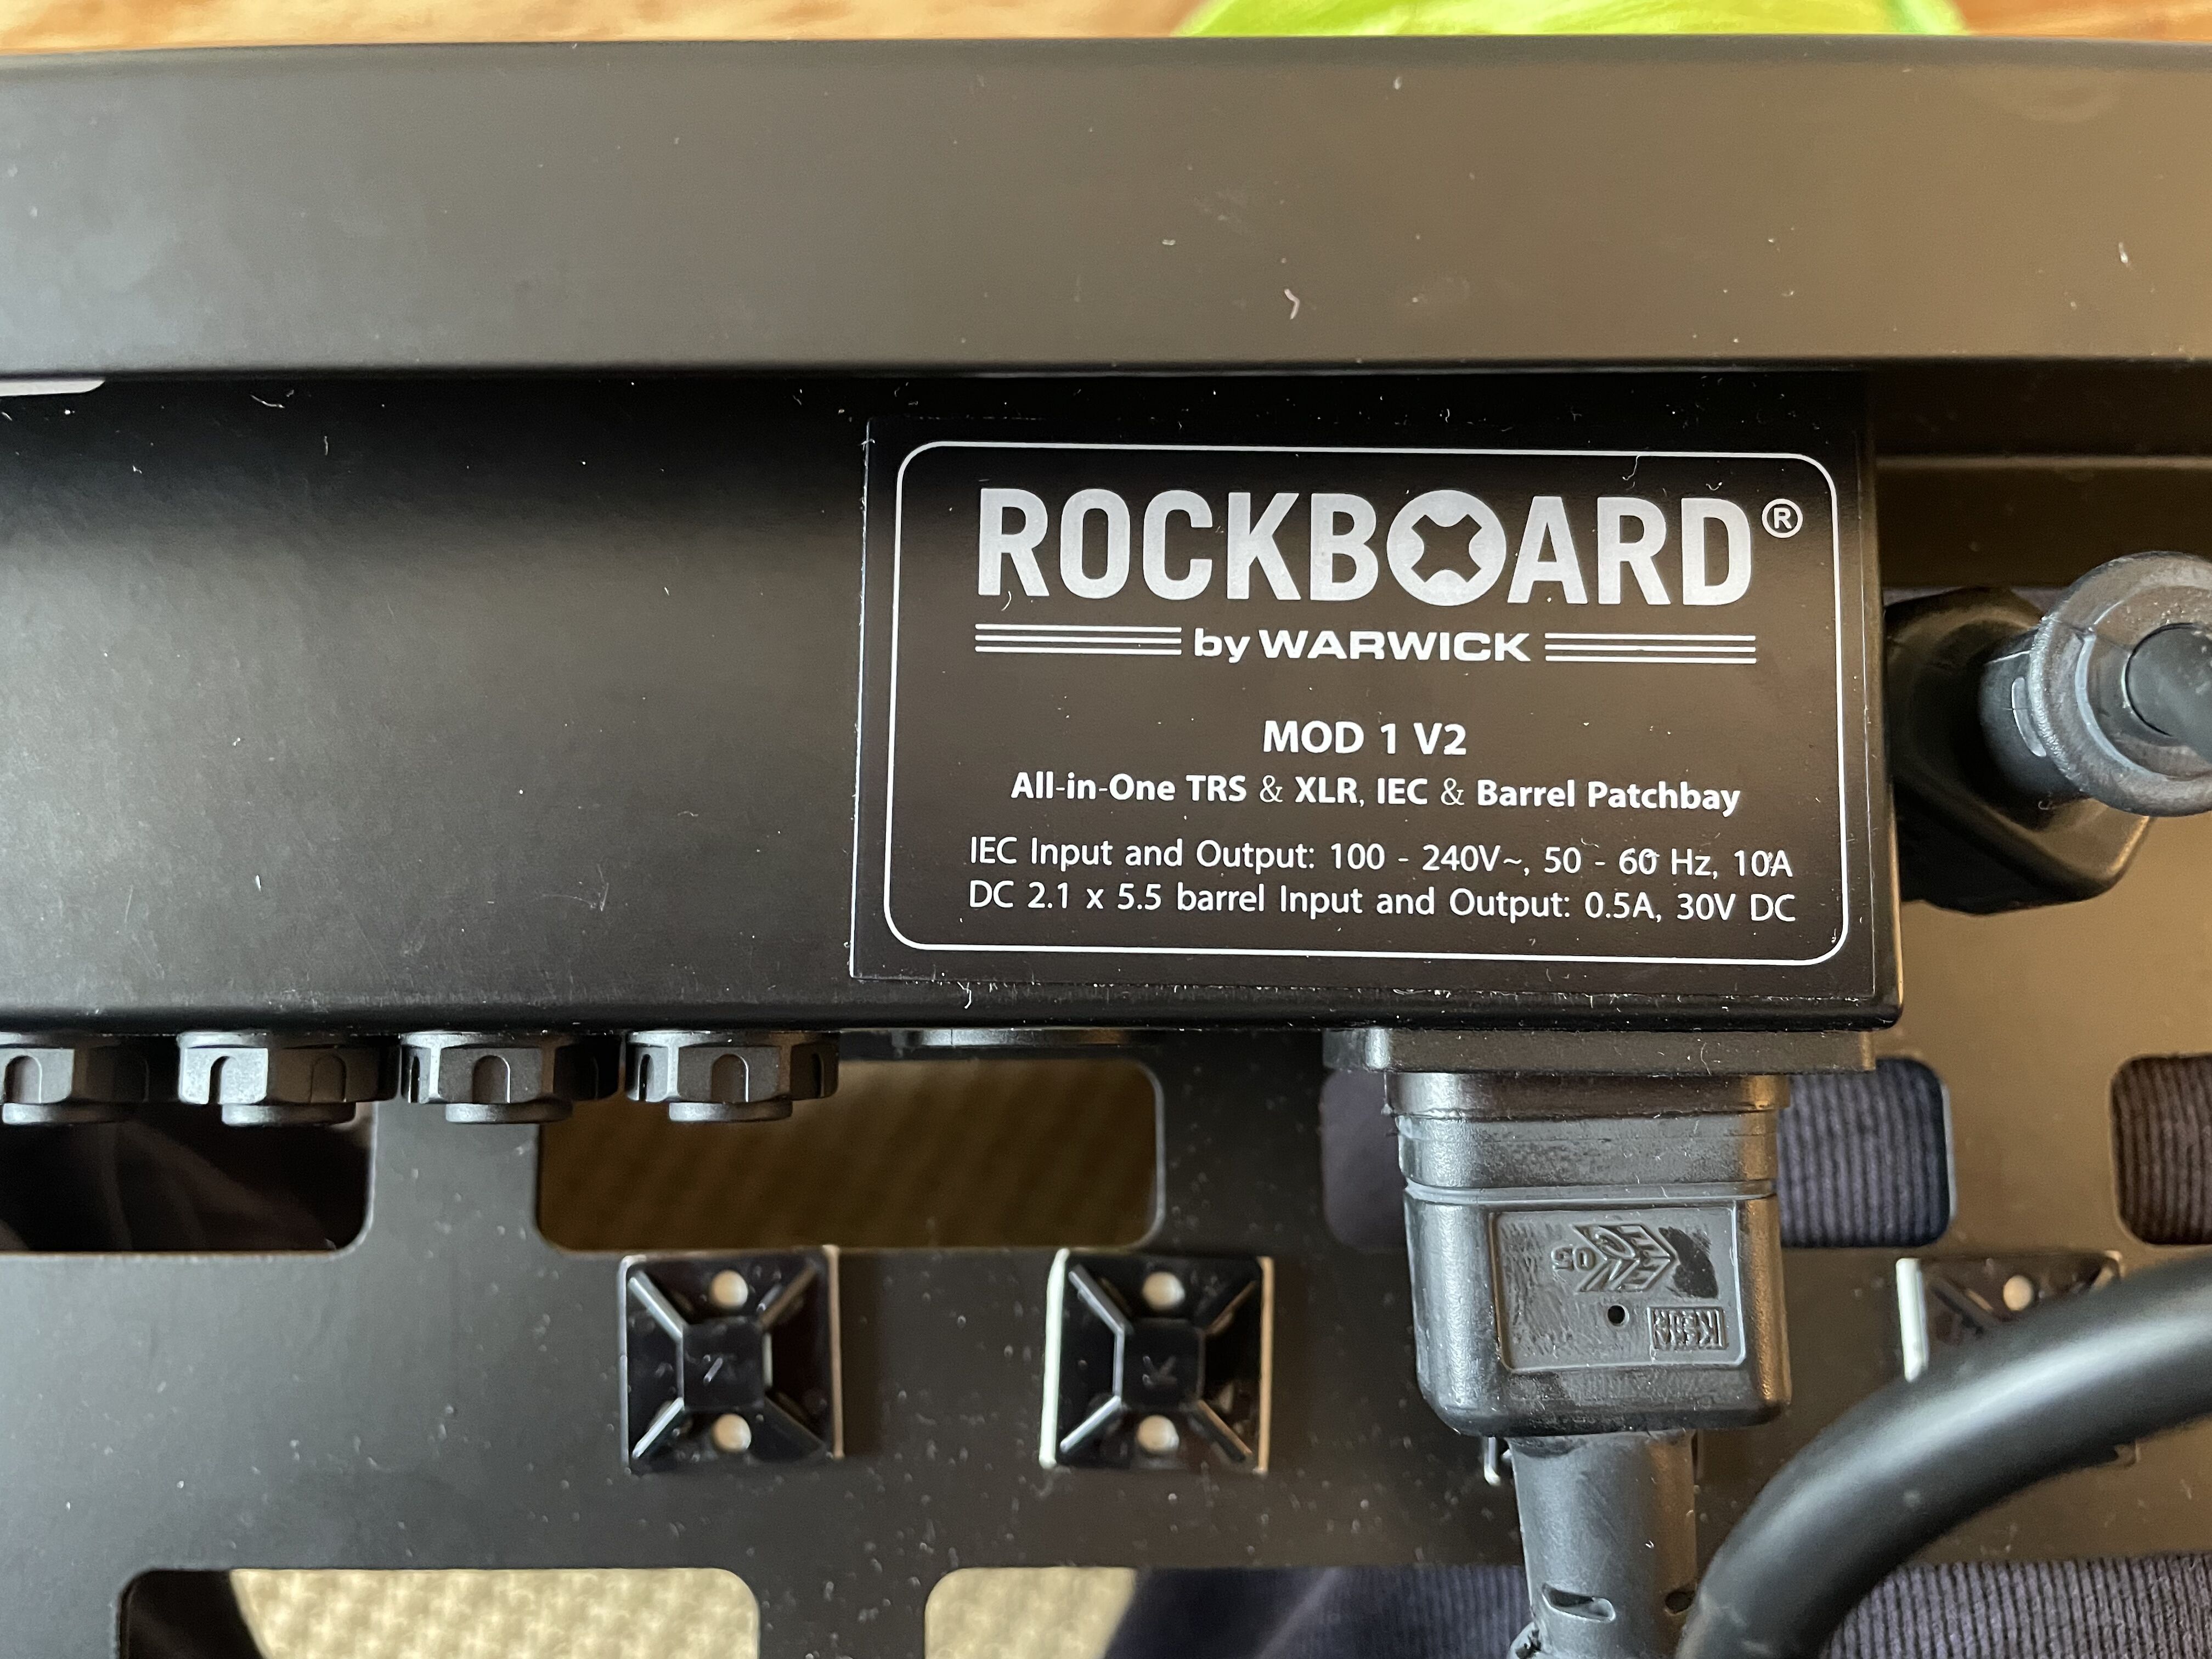 ROCKBOARD®
by WARWICK
MOD 1 V2
All-in-One TRS & XLR, IEC & Barrel Patchbay
IEC Input and Output: 100 - 240V~, 50 - 60 Hz, 10A
DC 2.1 x 5.5 barrel Input and Output: 0.5A, 30V DC